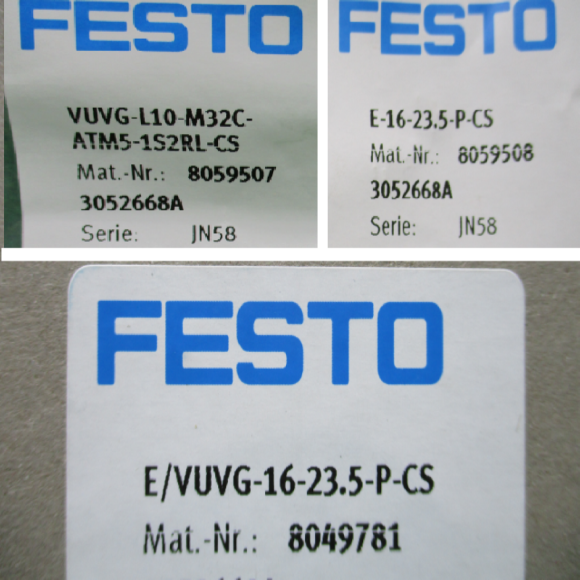 FESTO
VUVG-L10-M32C-
ATM5-1S2RL-CS
Mat.-Nr.: 8059507
3052668A
Serie: JN58
FESTO
E-16-23.5-P-CS
Mat.-Nr.: 8059508
3052668A
Serie: JN58
FESTO
E/VUVG-16-23.5-P-CS
Mat.-Nr.: 8049781